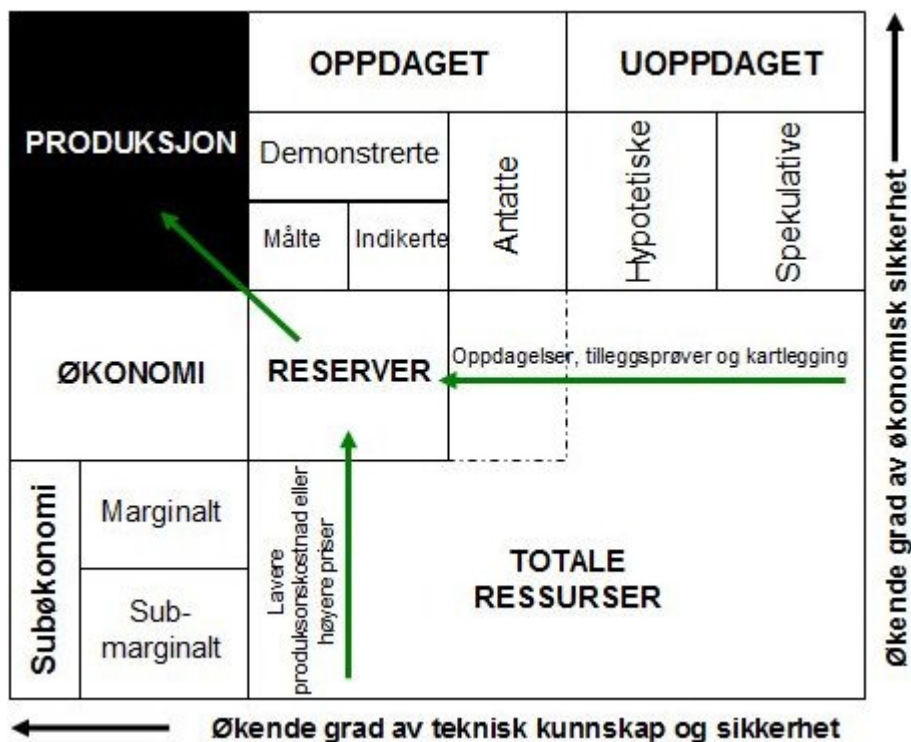 OPPDAGET
UOPPDAGET
PRODUKSJON
Demonstrerte
Målte
Indikerte
Antatte
Hypotetiske
Spekulative
ØKONOMI
RESERVER
Oppdagelser, tilleggsprøver og kartlegging
Subøkonomi
Marginalt
Sub-
marginalt
Lavere
produksonskostnad eller
høyere priser
TOTALE
RESSURSER
Økende grad av økonomisk sikkerhet
Økende grad av teknisk kunnskap og sikkerhet